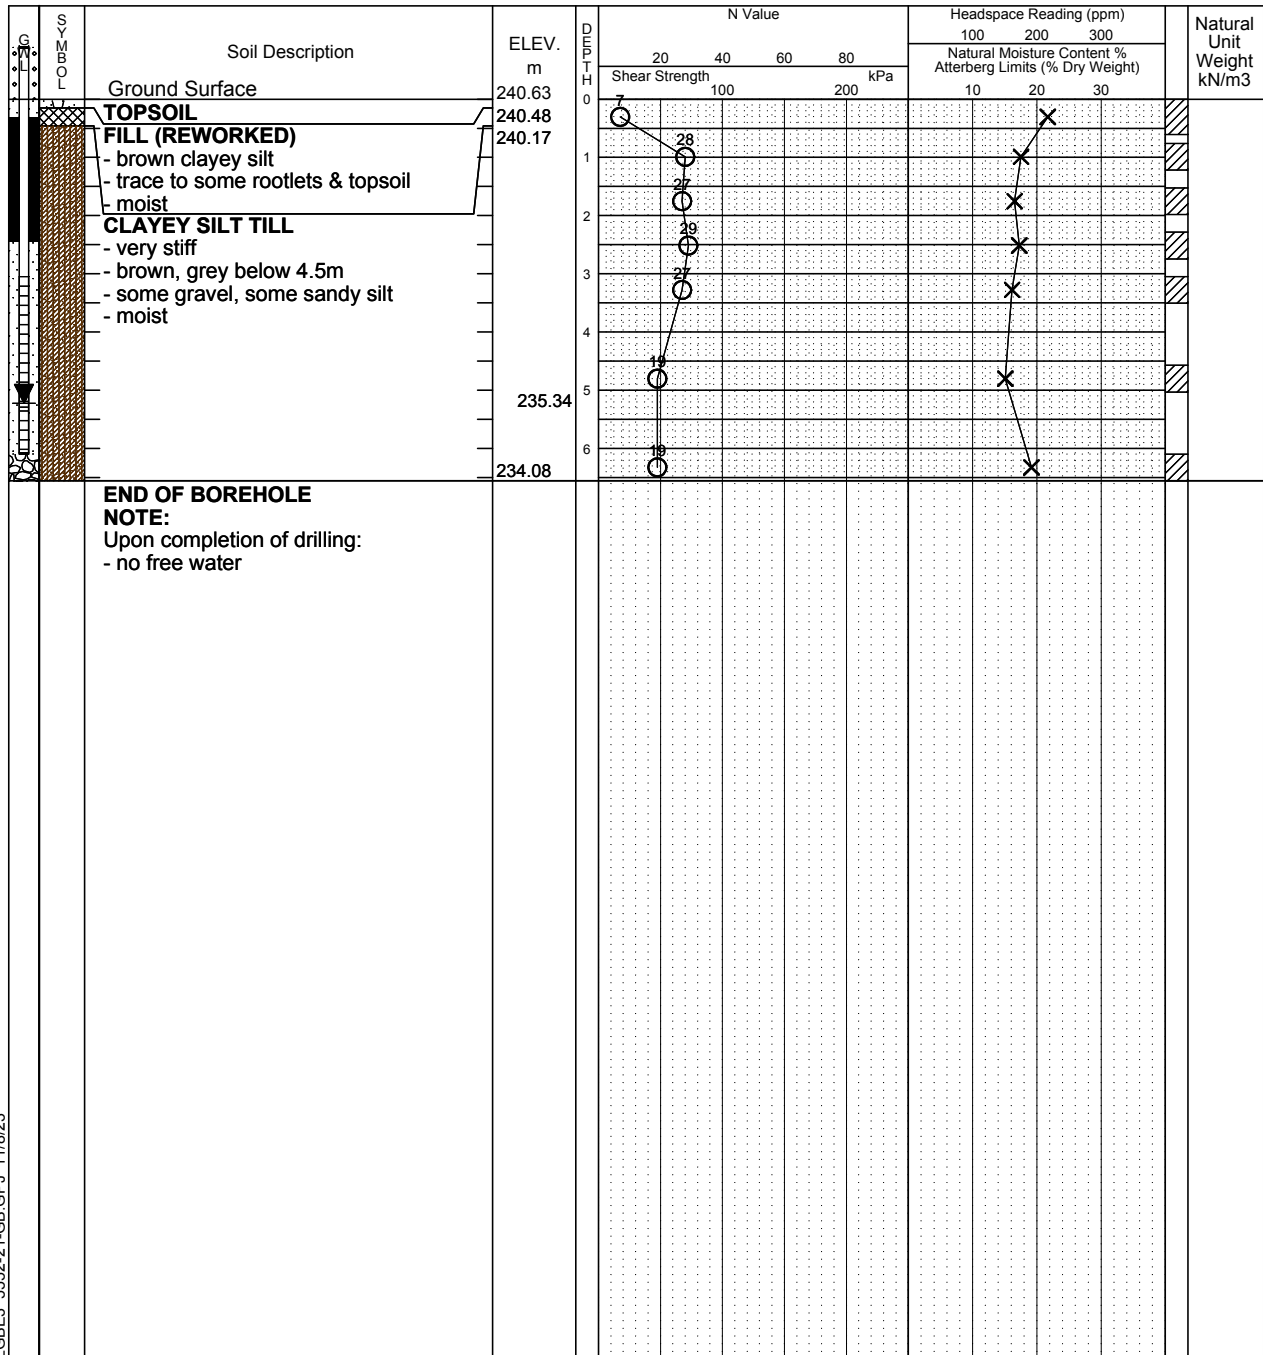 GWL
SYMBOL
Soil Description
ELEV.
m
DEPTH
N Value
20 40 60 80
Shear Strength kPa
100 200
Headspace Reading (ppm)
100 200 300
Natural Moisture Content %
Atterberg Limits (% Dry Weight)
10 20 30
Natural
Unit
Weight
kN/m3
Ground Surface 240.63 0
TOPSOIL 240.48 7
FILL (REWORKED) 240.17
- brown clayey silt 28 1
- trace to some rootlets & topsoil 27
- moist 2
CLAYEY SILT TILL 29
- very stiff
- brown, grey below 4.5m 3 27
- some gravel, some sandy silt
- moist
4
19
5
235.34
6 19
234.08
END OF BOREHOLE
NOTE:
Upon completion of drilling:
- no free water